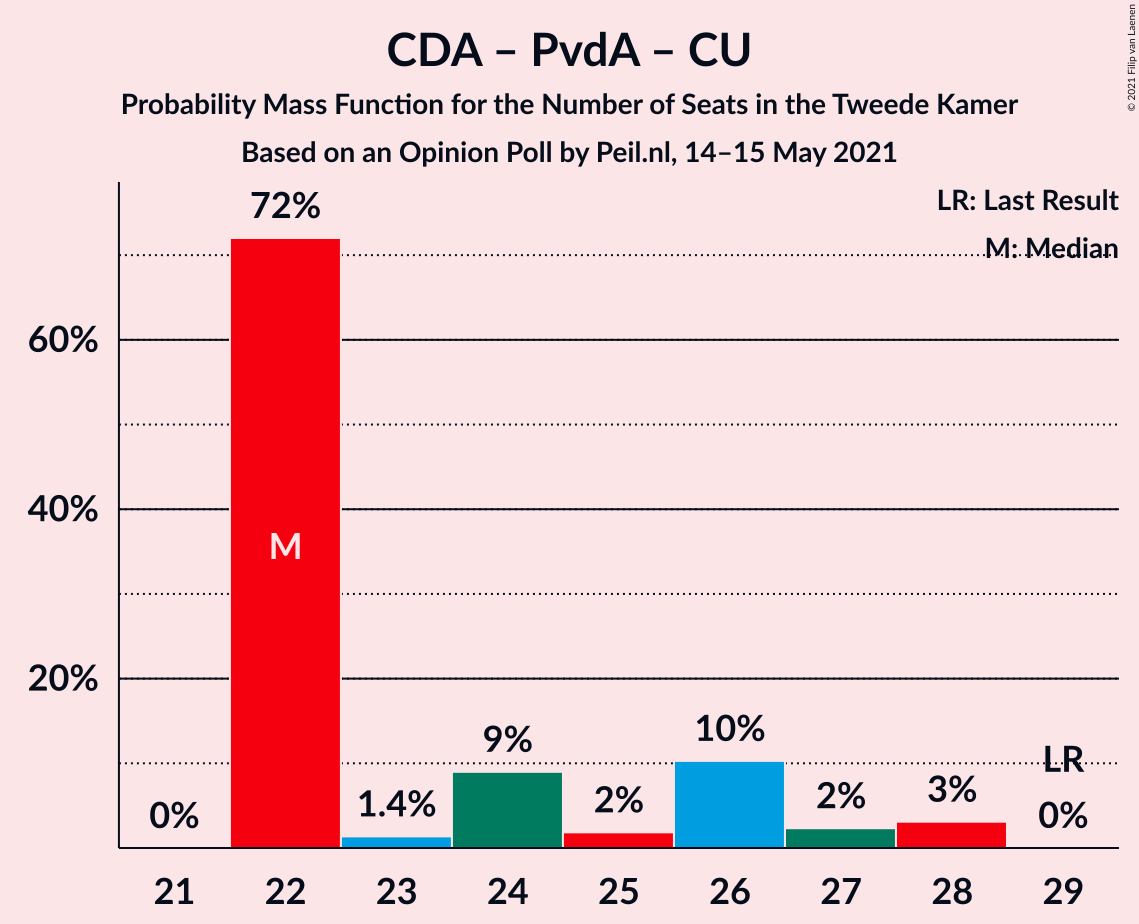 CDA – PvdA – CU
Probability Mass Function for the Number of Seats in the Tweede Kamer
Based on an Opinion Poll by Peil.nl, 14–15 May 2021
© 2021 Filip van Laenen
LR: Last Result
M: Median
72%
60%
40%
20%
M
0%
1.4%
9%
2%
10%
2%
3%
LR
0%
21 22 23 24 25 26 27 28 29